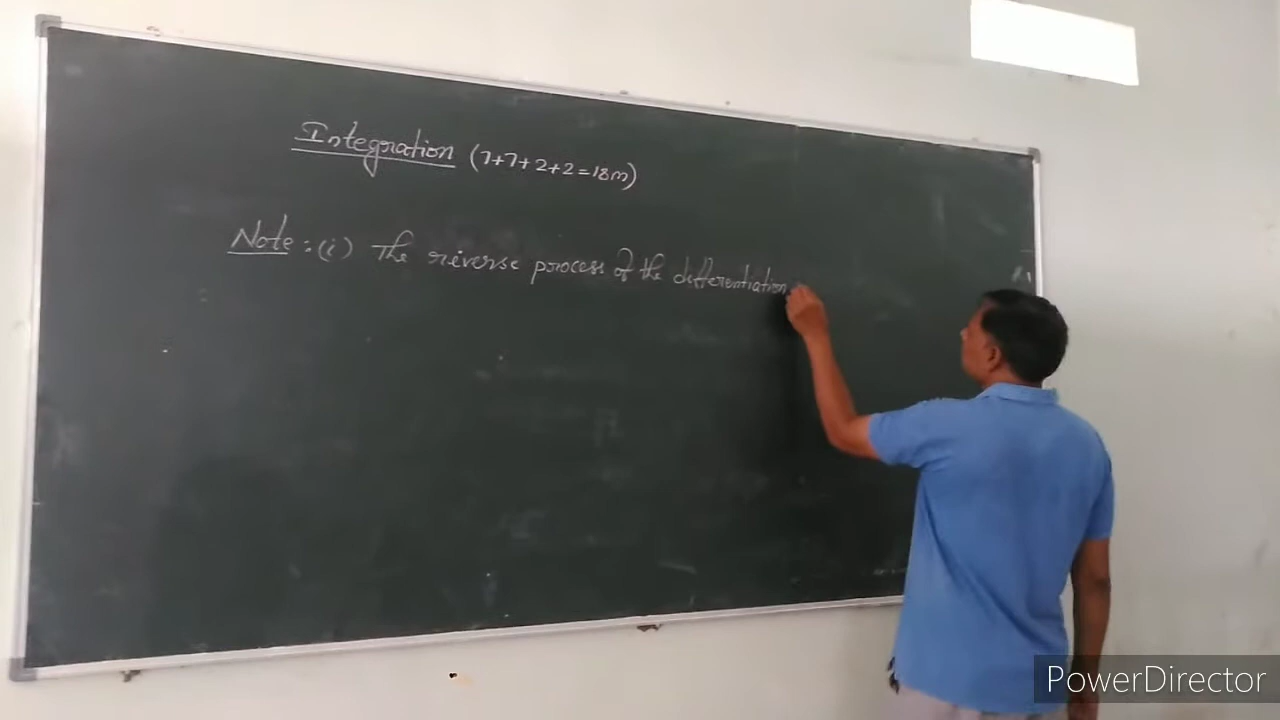 Integration (7+7+2+2=18m)
Note :(i) The reverse process of the differentiation
PowerDirector